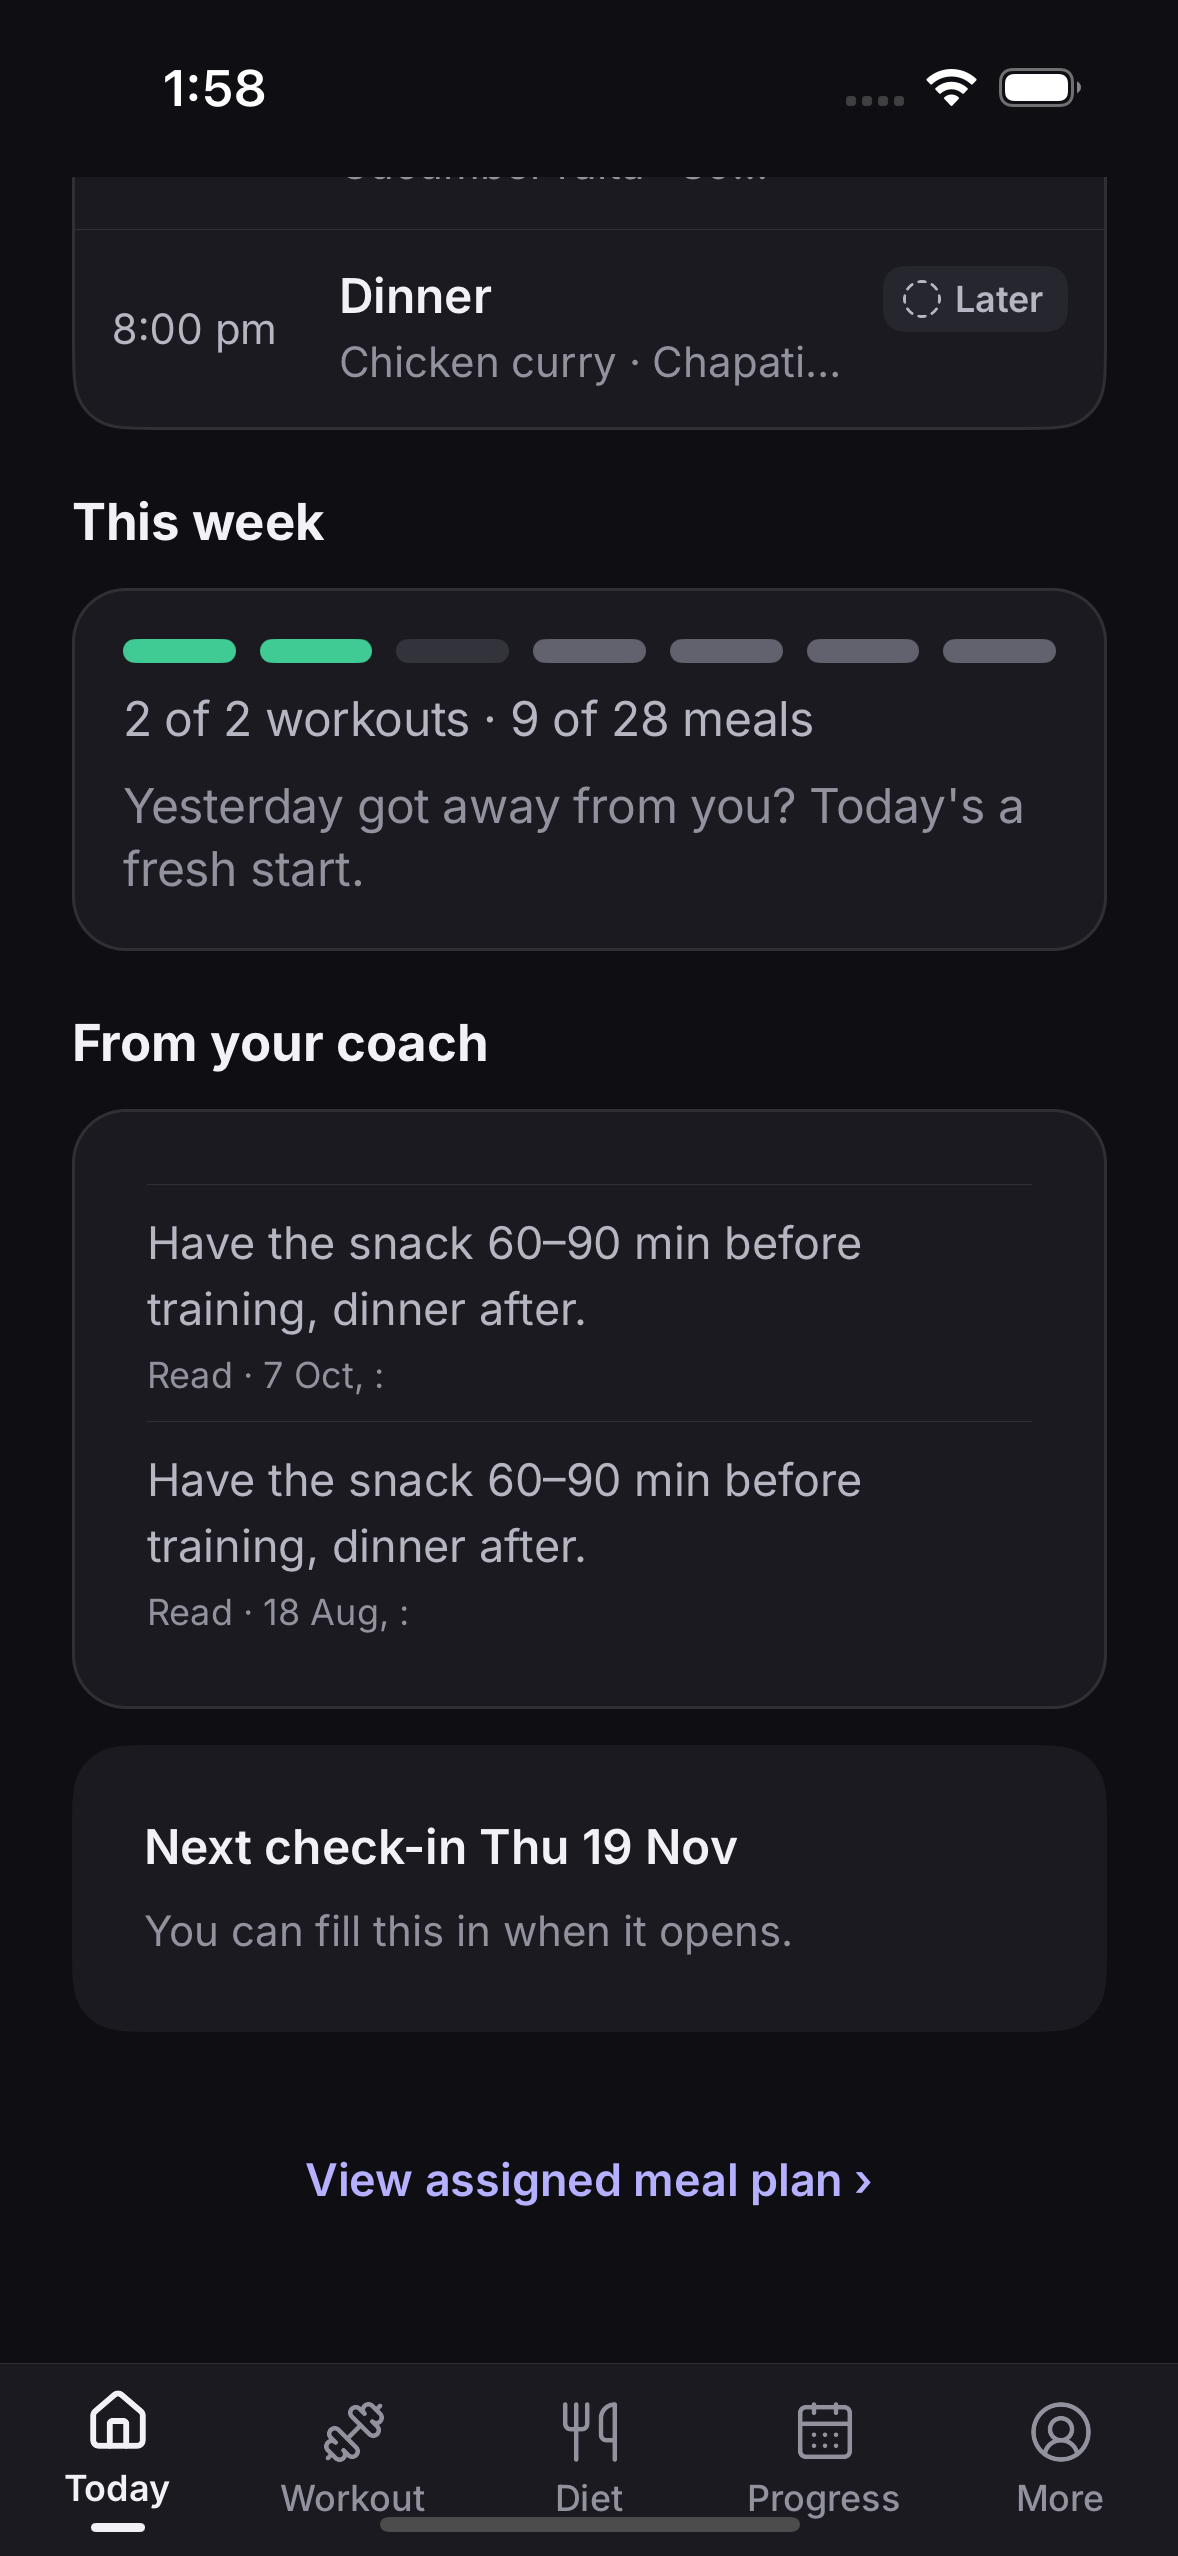 1:58
8:00 pm
Dinner
Later
Chicken curry · Chapati...
This week
2 of 2 workouts · 9 of 28 meals
Yesterday got away from you? Today's a
fresh start.
From your coach
Have the snack 60–90 min before
training, dinner after.
Read · 7 Oct, :
Have the snack 60–90 min before
training, dinner after.
Read · 18 Aug, :
Next check-in Thu 19 Nov
You can fill this in when it opens.
View assigned meal plan ›
Today
Workout
Diet
Progress
More